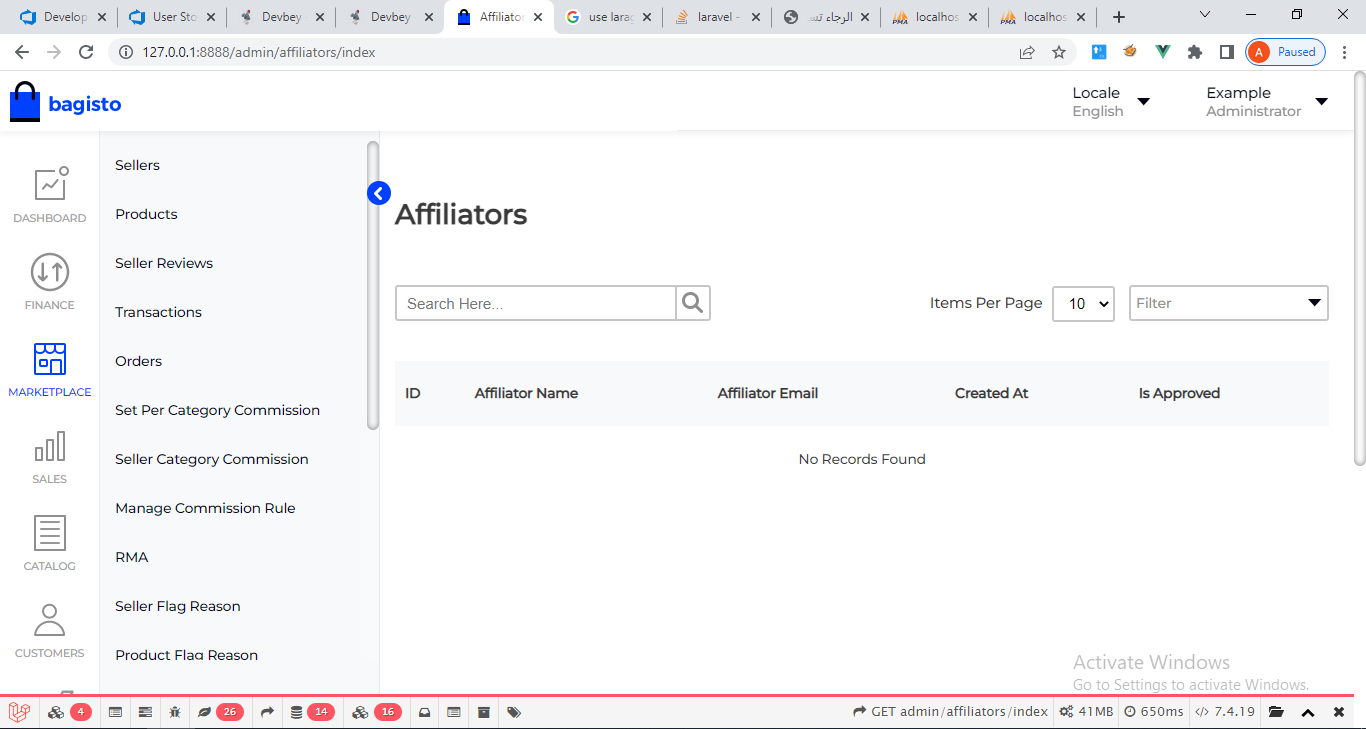 Develop
User Sto
Devbey
Devbey
Affiliator
use larag
laravel -
الرجاء تس
localhos
localhos
127.0.0.1:8888/admin/affiliators/index
A Paused
bagisto
Locale
English
Example
Administrator
DASHBOARD
FINANCE
MARKETPLACE
SALES
CATALOG
CUSTOMERS
Sellers
Products
Seller Reviews
Transactions
Orders
Set Per Category Commission
Seller Category Commission
Manage Commission Rule
RMA
Seller Flag Reason
Product Flag Reason
Affiliators
Search Here...
Items Per Page 10 Filter
ID Affiliator Name Affiliator Email Created At Is Approved
No Records Found
Activate Windows
Go to Settings to activate Windows.
4 26 14 16 GET admin/affiliators/index 41MB 650ms 7.4.19